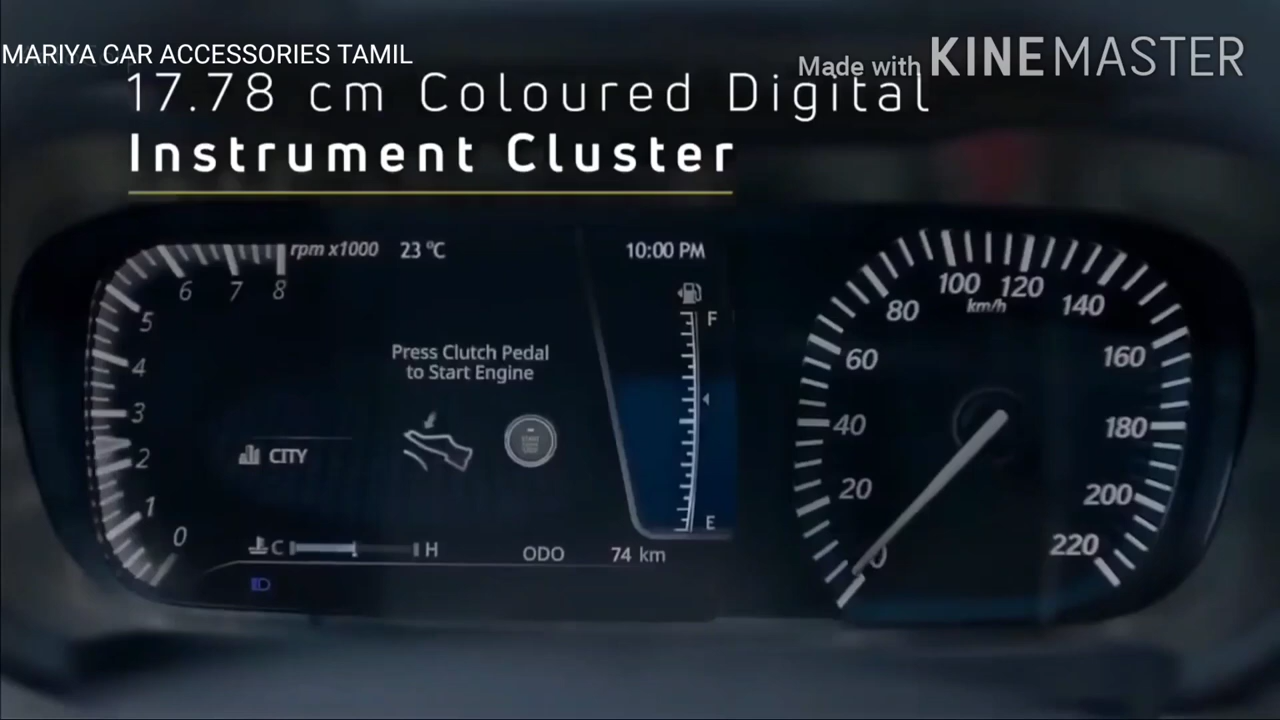 MARIYA CAR ACCESSORIES TAMIL
Made with KINEMASTER
17.78 cm Coloured Digital
Instrument Cluster
rpm x1000 23 °C 10:00 PM
6 7 8
5
4
3
2
1
0
F
Press Clutch Pedal
to Start Engine
CITY
E
C H
ODO 74 km
100 120
km/h
80 140
60 160
40 180
20 200
0 220